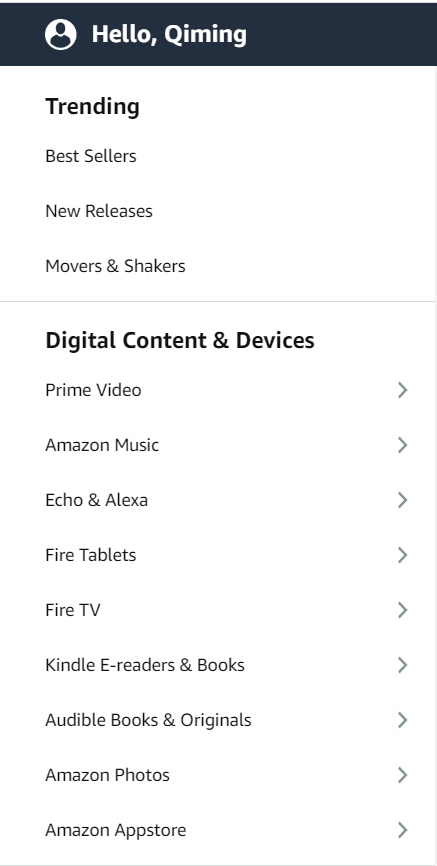 Hello, Qiming
Trending
Best Sellers
New Releases
Movers & Shakers
Digital Content & Devices
Prime Video
Amazon Music
Echo & Alexa
Fire Tablets
Fire TV
Kindle E-readers & Books
Audible Books & Originals
Amazon Photos
Amazon Appstore